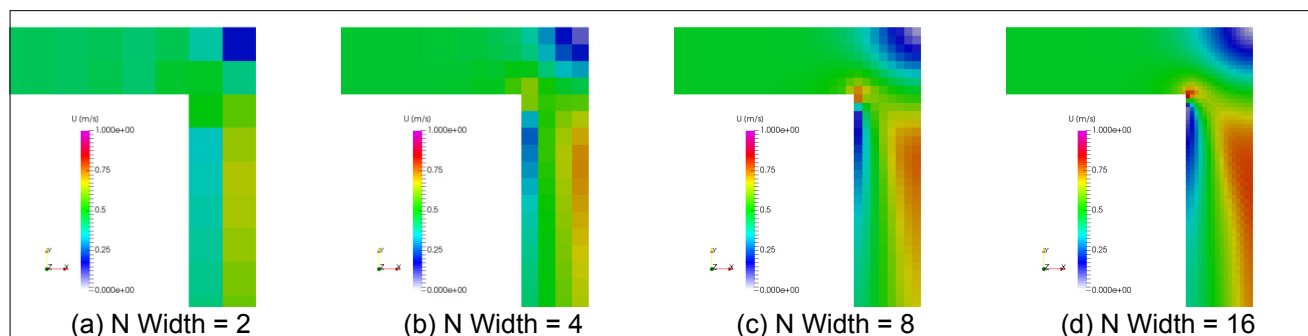 U (m/s)
1.000e+00
0.75
0.5
0.25
0.000e+00
Y
Z
X
(a) N Width = 2
U (m/s)
1.000e+00
0.75
0.5
0.25
0.000e+00
Y
Z
X
(b) N Width = 4
U (m/s)
1.000e+00
0.75
0.5
0.25
0.000e+00
Y
Z
X
(c) N Width = 8
U (m/s)
1.000e+00
0.75
0.5
0.25
0.000e+00
Y
Z
X
(d) N Width = 16